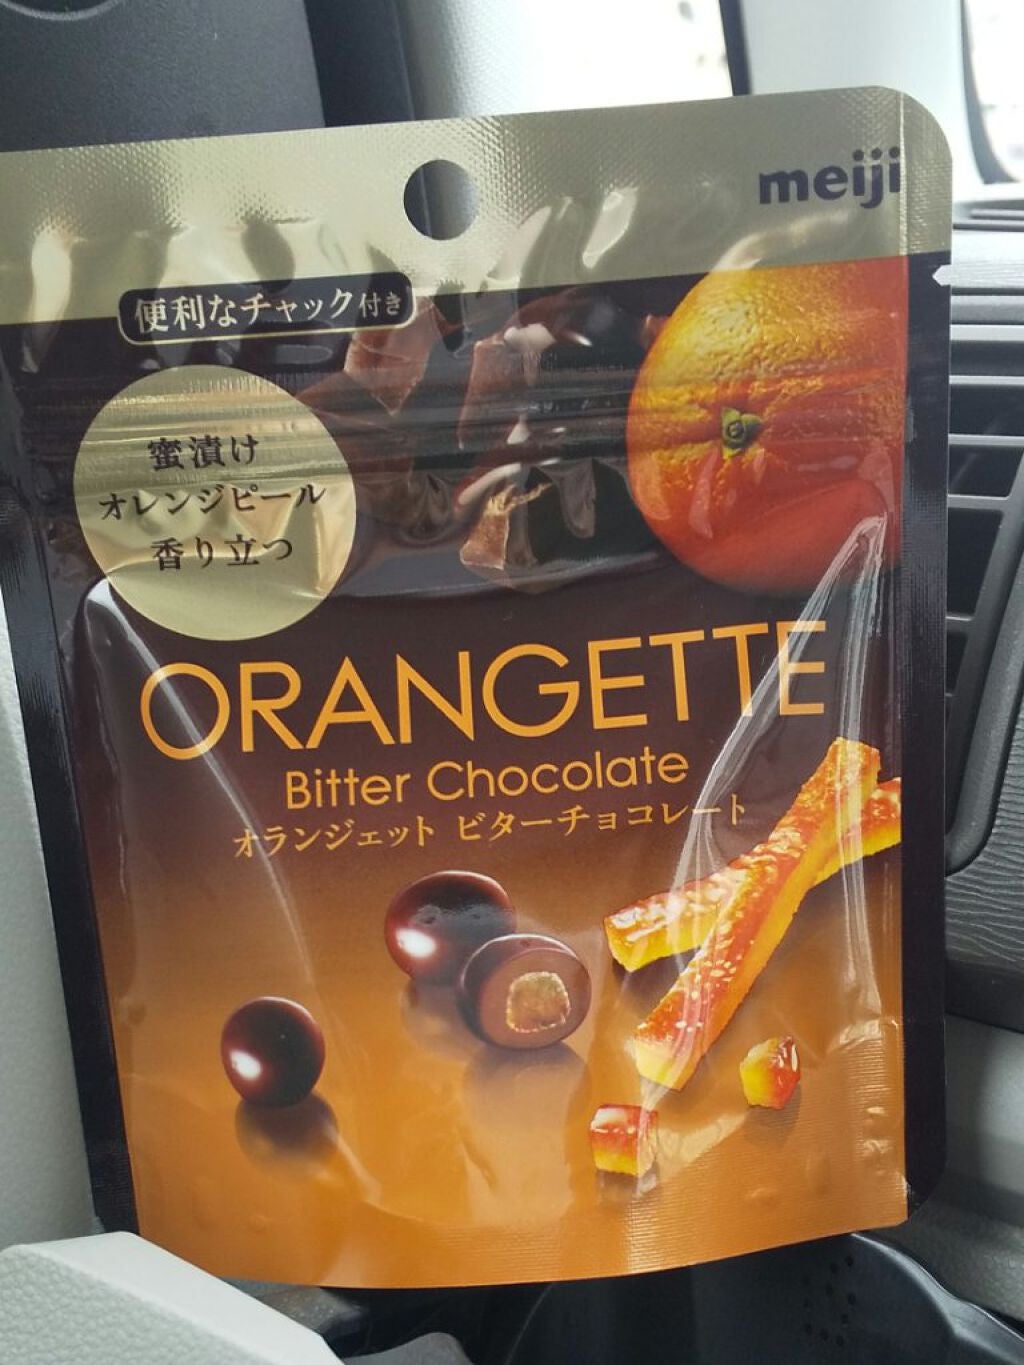 meiji
便利なチャック付き
蜜漬け
オレンジピール
香り立つ
ORANGETTE
Bitter Chocolate
オランジェット ビターチョコレート